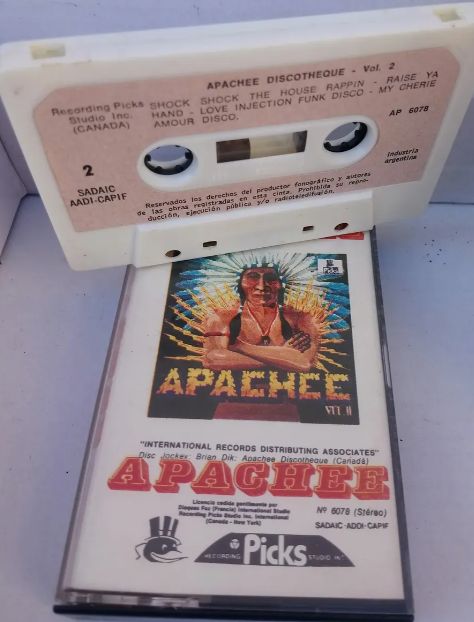 APACHEE DISCOTHEQUE - Vol. 2
Recording Picks
Studio Inc.
(CANADA)
SHOCK SHOCK THE HOUSE RAPPIN - RAISE YA
HAND - LOVE INJECTION FUNK DISCO - MY CHERIE
AMOUR DISCO.
AP 6078
2
SADAIC
AADI-CAPIF
Industria
argentina
Reservados los derechos del productor fonográfico y autores
de las obras registradas en esta cinta. Prohibida su repro-
ducción, ejecución pública y/o radioteledifusión.
Picks
APACHEE
VOL II
"INTERNATIONAL RECORDS DISTRIBUTING ASSOCIATES"
Disc Jockey: Brian Dik: Apachee Discotheque (Canadá)
APACHEE
Licencia cedida gentilmente por
Disques Fuz (Francia) International Studio
Recording Picks Studio Inc. International
(Canada - New York)
Nº 6078 (Stéreo)
SADAIC-ADDI-CAPIF
RECORDING Picks STUDIO INC